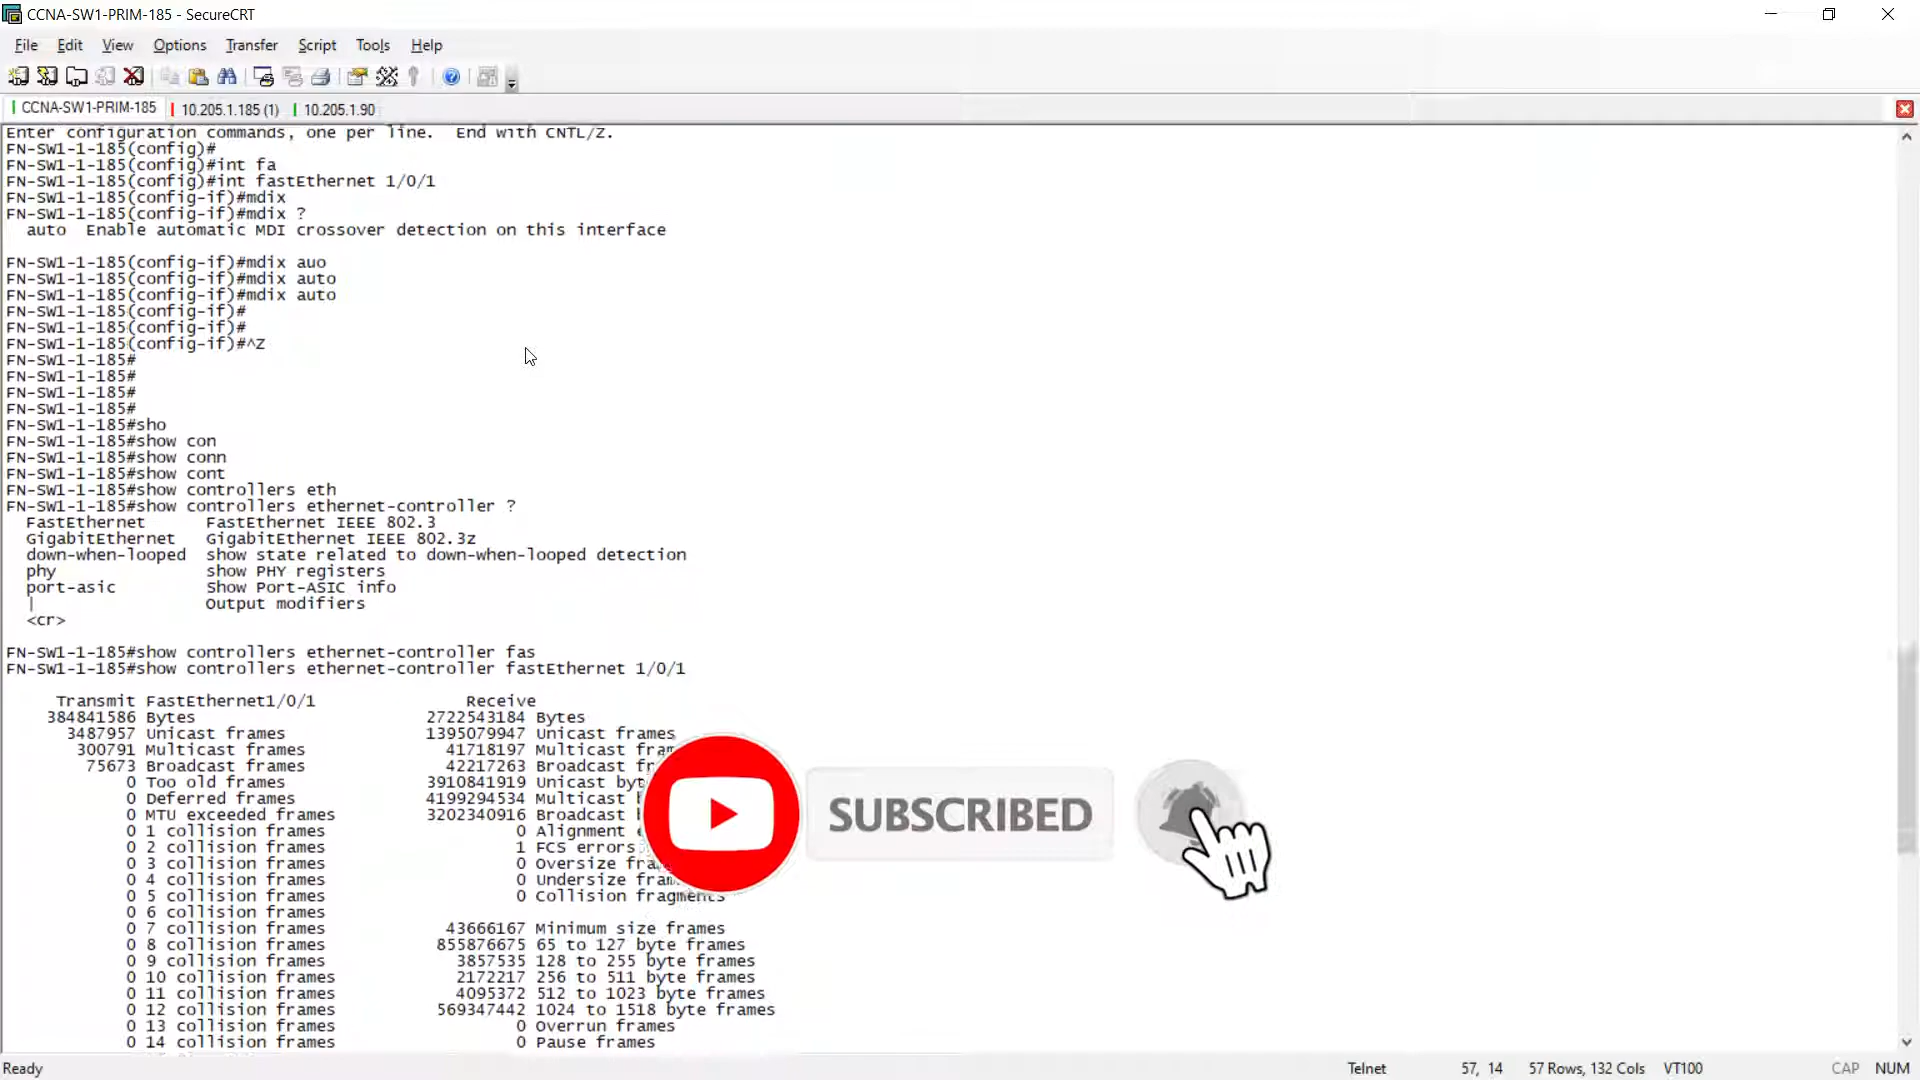 CCNA-SW1-PRIM-185 - SecureCRT
File Edit View Options Transfer Script Tools Help
CCNA-SW1-PRIM-185 10.205.1.185 (1) 10.205.1.90
Enter configuration commands, one per line.  End with CNTL/Z.
FN-SW1-1-185(config)#
FN-SW1-1-185(config)#int fa
FN-SW1-1-185(config)#int fastEthernet 1/0/1
FN-SW1-1-185(config-if)#mdix
FN-SW1-1-185(config-if)#mdix ?
auto  Enable automatic MDI crossover detection on this interface
FN-SW1-1-185(config-if)#mdix auo
FN-SW1-1-185(config-if)#mdix auto
FN-SW1-1-185(config-if)#mdix auto
FN-SW1-1-185(config-if)#
FN-SW1-1-185(config-if)#
FN-SW1-1-185(config-if)#^Z
FN-SW1-1-185#
FN-SW1-1-185#
FN-SW1-1-185#
FN-SW1-1-185#
FN-SW1-1-185#sho
FN-SW1-1-185#show con
FN-SW1-1-185#show conn
FN-SW1-1-185#show cont
FN-SW1-1-185#show controllers eth
FN-SW1-1-185#show controllers ethernet-controller ?
FastEthernet FastEthernet IEEE 802.3
GigabitEthernet GigabitEthernet IEEE 802.3z
down-when-looped show state related to down-when-looped detection
phy show PHY registers
port-asic Show Port-ASIC info
| Output modifiers
<cr>
FN-SW1-1-185#show controllers ethernet-controller fas
FN-SW1-1-185#show controllers ethernet-controller fastEthernet 1/0/1
Transmit FastEthernet1/0/1 Receive
384841586 Bytes 2722543184 Bytes
3487957 Unicast frames 1395079947 Unicast frames
300791 Multicast frames 41718197 Multicast
75673 Broadcast frames 42217263 Broadcast
0 Too old frames 3910841919 Unicast
0 Deferred frames 4199294534 Multicast
0 MTU exceeded frames 3202340916 Broadcast
0 1 collision frames 0 Alignment
0 2 collision frames 1 FCS errors
0 3 collision frames 0 Oversize
0 4 collision frames 0 Undersize
0 5 collision frames 0 Collision fragments
0 6 collision frames
0 7 collision frames 43666167 Minimum size frames
0 8 collision frames 855876675 65 to 127 byte frames
0 9 collision frames 3857535 128 to 255 byte frames
0 10 collision frames 2172217 256 to 511 byte frames
0 11 collision frames 4095372 512 to 1023 byte frames
0 12 collision frames 569347442 1024 to 1518 byte frames
0 13 collision frames 0 Overrun frames
0 14 collision frames 0 Pause frames
SUBSCRIBED
Ready Telnet 57, 14 57 Rows, 132 Cols VT100 CAP NUM